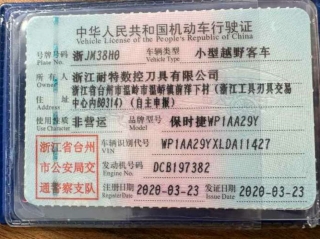 中华人民共和国机动车行驶证
Vehicle License of the People's Republic of China
号牌号码 浙JM38H0 车辆类型 小型越野客车
Plate No. Vehicle Type
所有人 浙江耐特数控刀具有限公司
Owner
住址 浙江省台州市温岭市温峤镇前洋下村(浙江工具刃具交易
Address 中心内B0314)(自主申报)
使用性质 非营运 品牌型号 保时捷WP1AA29Y
Use Character Model
浙江省台州
市公安局交
通警察支队
车辆识别代号 WP1AA29YXLDA11427
VIN
发动机号码 DCB197382
Engine No.
注册日期 2020-03-23 发证日期 2020-03-23
Register Date Issue Date